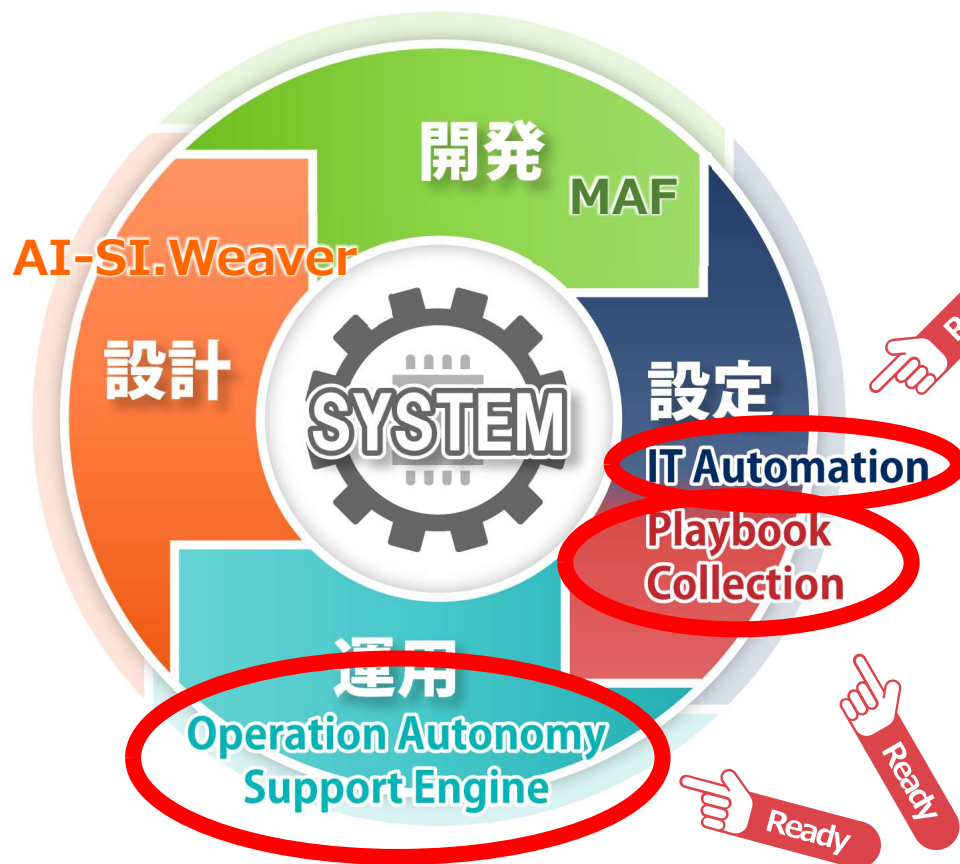 開発
MAF
AI-SI.Weaver
設計
SYSTEM
設定
IT Automation
Playbook
Collection
運用
Operation Autonomy
Support Engine
Ready
Ready